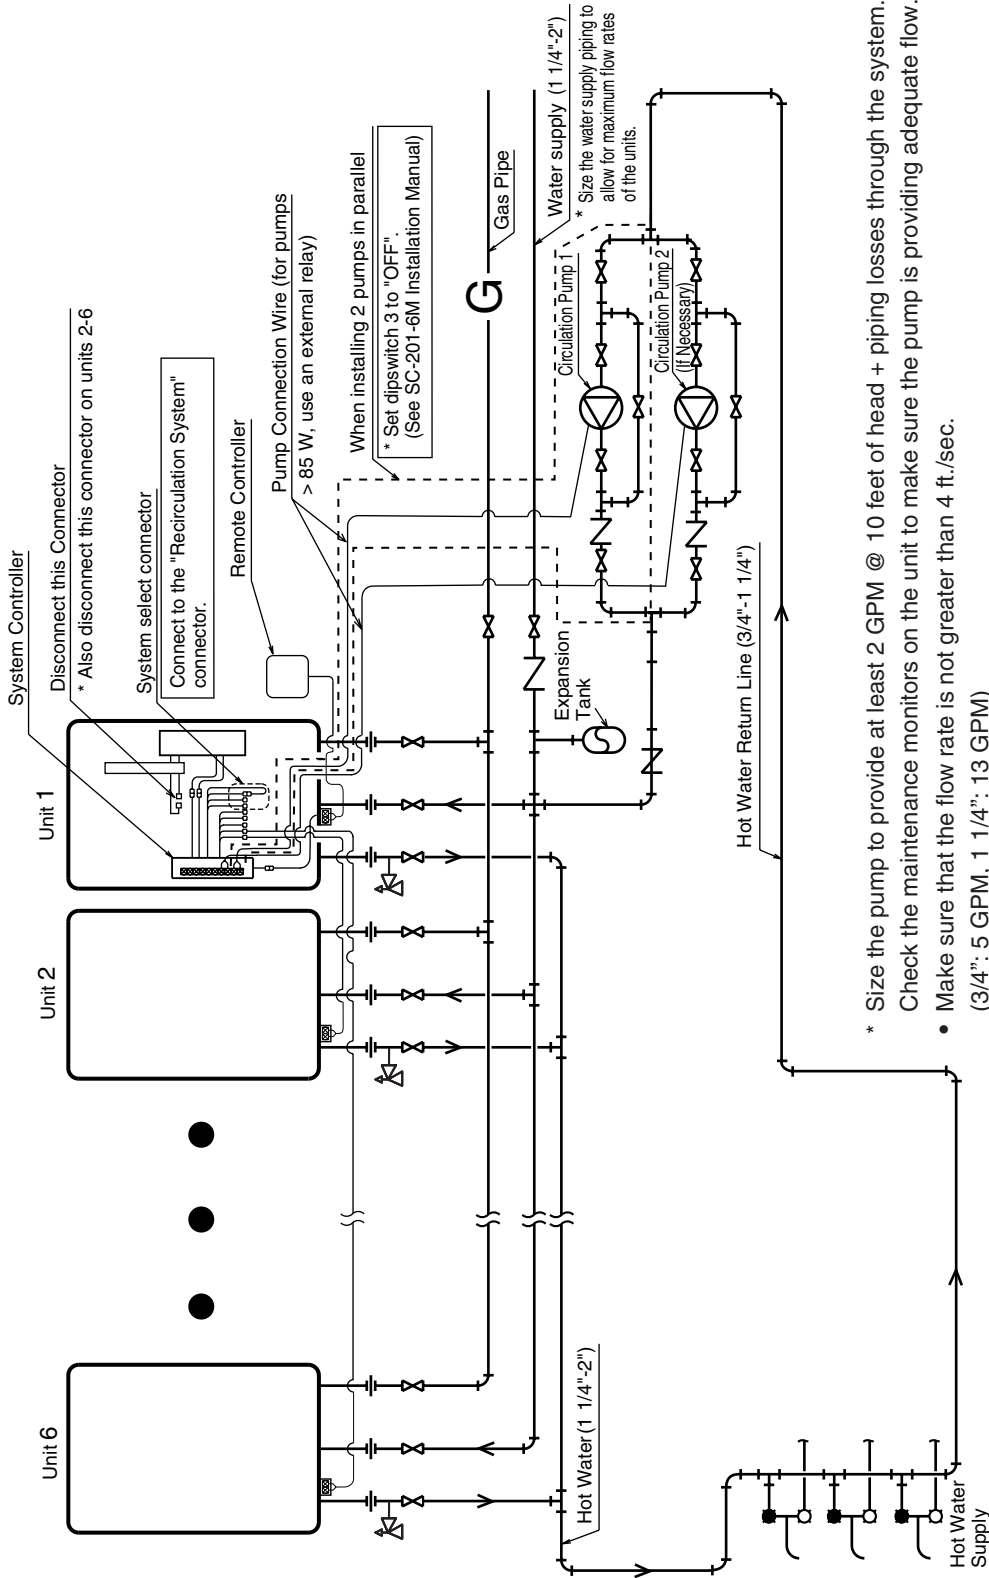 System Controller
Disconnect this Connector
* Also disconnect this connector on units 2-6
System select connector
Connect to the "Recirculation System"
connector.
Remote Controller
Pump Connection Wire (for pumps
> 85 W, use an external relay)
When installing 2 pumps in parallel
* Set dipswitch 3 to "OFF".
(See SC-201-6M Installation Manual)
Gas Pipe
G
Water supply (1 1/4"-2")
* Size the water supply piping to
allow for maximum flow rates
of the units.
Unit 6
Unit 2
Unit 1
Expansion
Tank
Circulation Pump 1
Circulation Pump 2
(If Necessary)
Hot Water (1 1/4"-2")
Hot Water Return Line (3/4"-1 1/4")
Hot Water
Supply
* Size the pump to provide at least 2 GPM @ 10 feet of head + piping losses through the system.
Check the maintenance monitors on the unit to make sure the pump is providing adequate flow.
• Make sure that the flow rate is not greater than 4 ft./sec.
(3/4”: 5 GPM, 1 1/4”: 13 GPM)